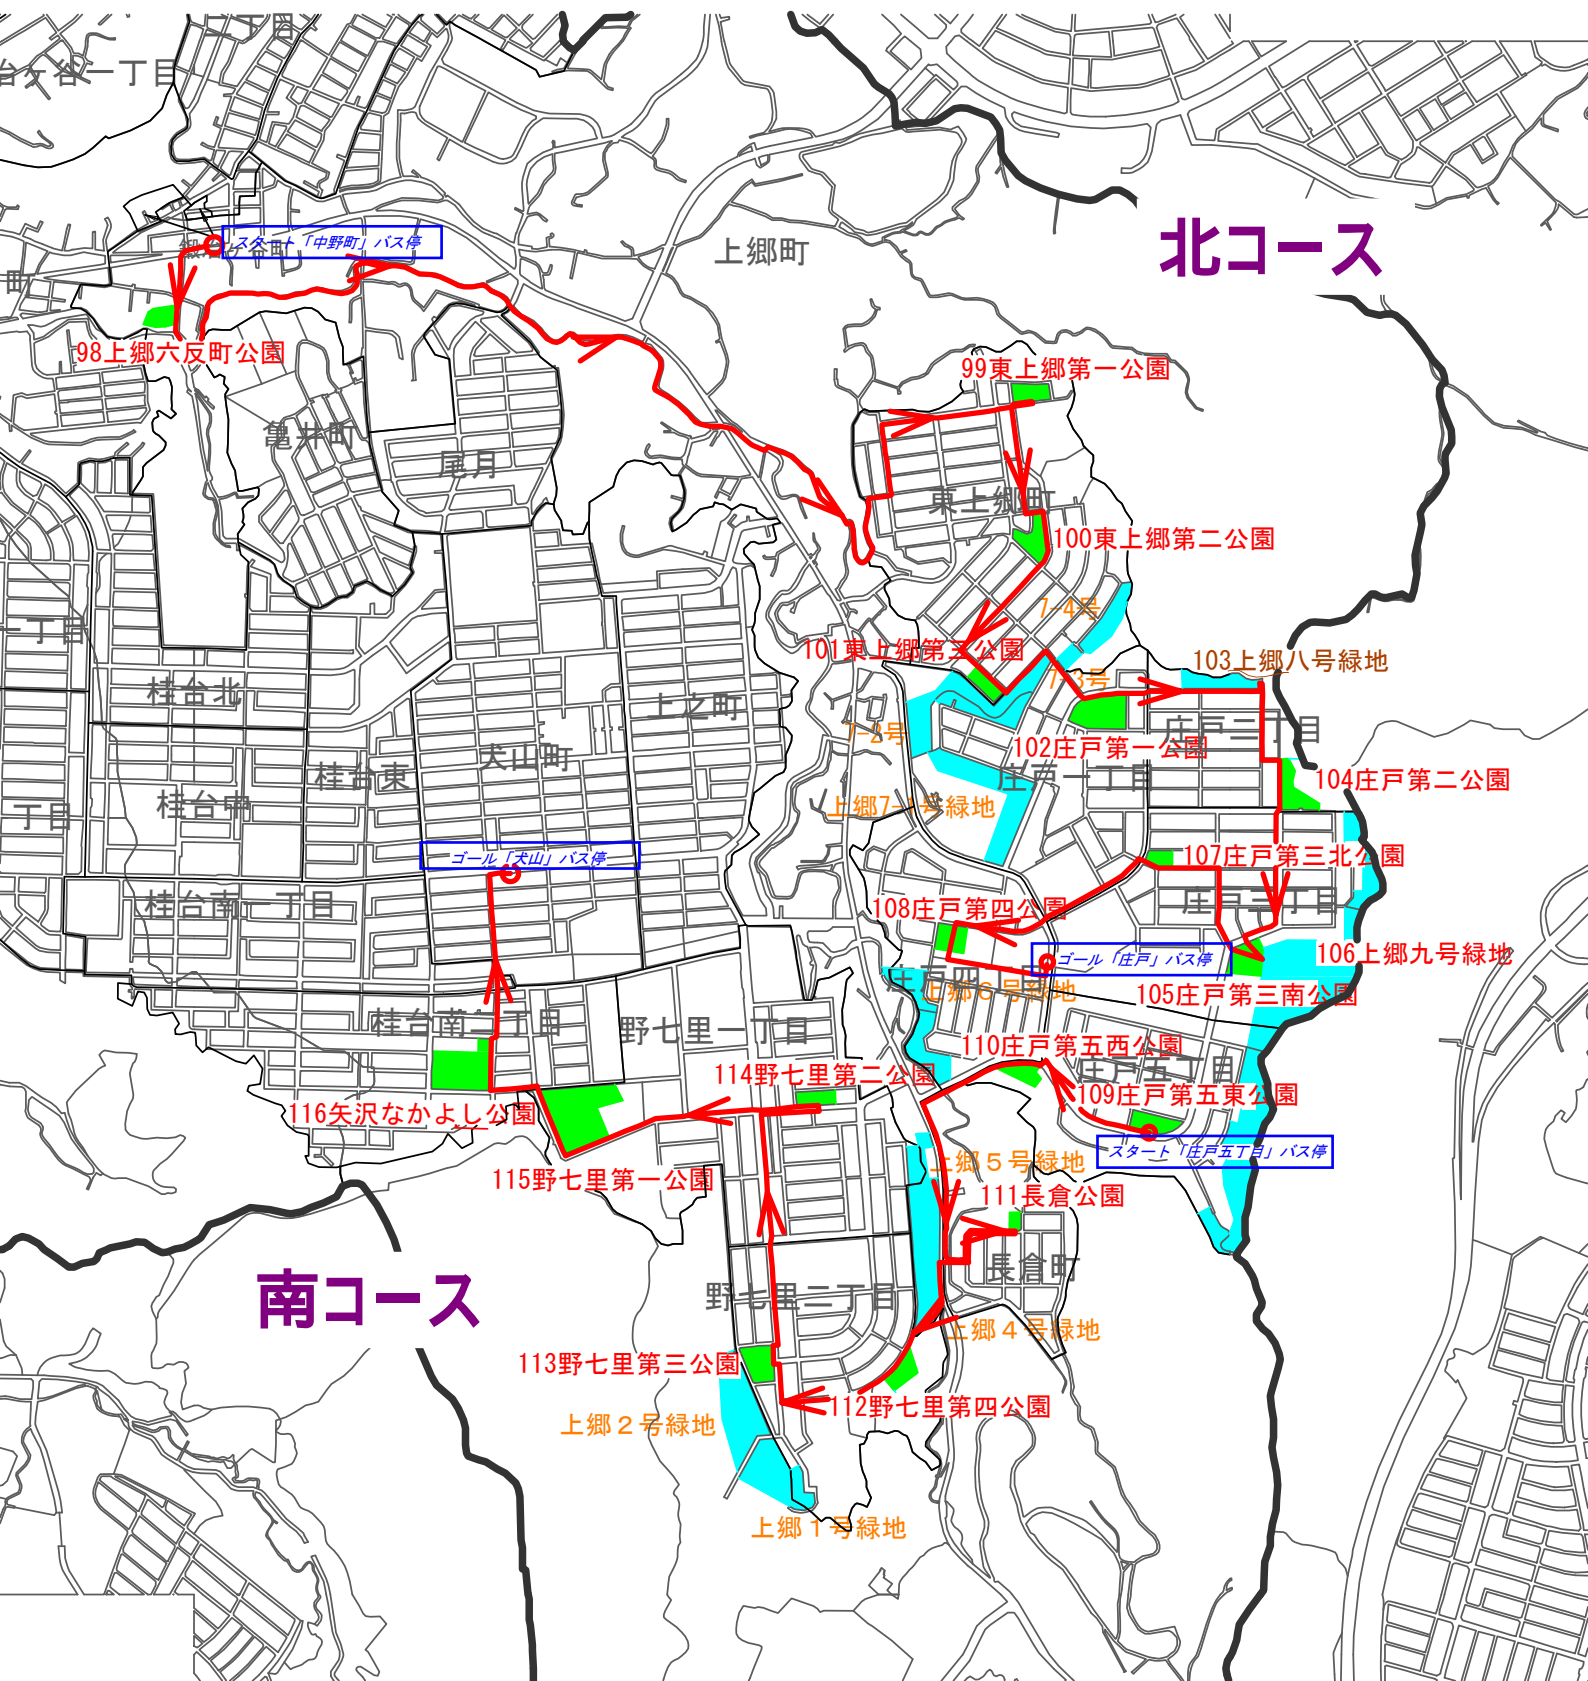 二丁目
治ヶ谷一丁目
北コース
スタート「中野町」バス停
上郷町
町
98上郷六反町公園
99東上郷第一公園
亀井町
尾月
東上郷町
100東上郷第二公園
7-4号
一丁目
101東上郷第三公園
103上郷八号緑地
7-3号
桂台北
上之町
庄戸二丁目
7-2号
102庄戸第一公園
犬山町
桂台東
庄戸一丁目
104庄戸第二公園
桂台中
上郷7-1号緑地
丁目
ゴール「犬山」バス停
107庄戸第三北公園
桂台南一丁目
108庄戸第四公園
庄戸三丁目
106上郷九号緑地
ゴール「庄戸」バス停
庄戸四丁目
上郷6号緑地
105庄戸第三南公園
桂台南二丁目
野七里一丁目
110庄戸第五西公園
庄戸五丁目
114野七里第二公園
109庄戸第五東公園
116矢沢なかよし公園
スタート「庄戸五丁目」バス停
上郷5号緑地
115野七里第一公園
111長倉公園
長倉町
南コース
野七里二丁目
上郷4号緑地
113野七里第三公園
112野七里第四公園
上郷2号緑地
上郷1号緑地